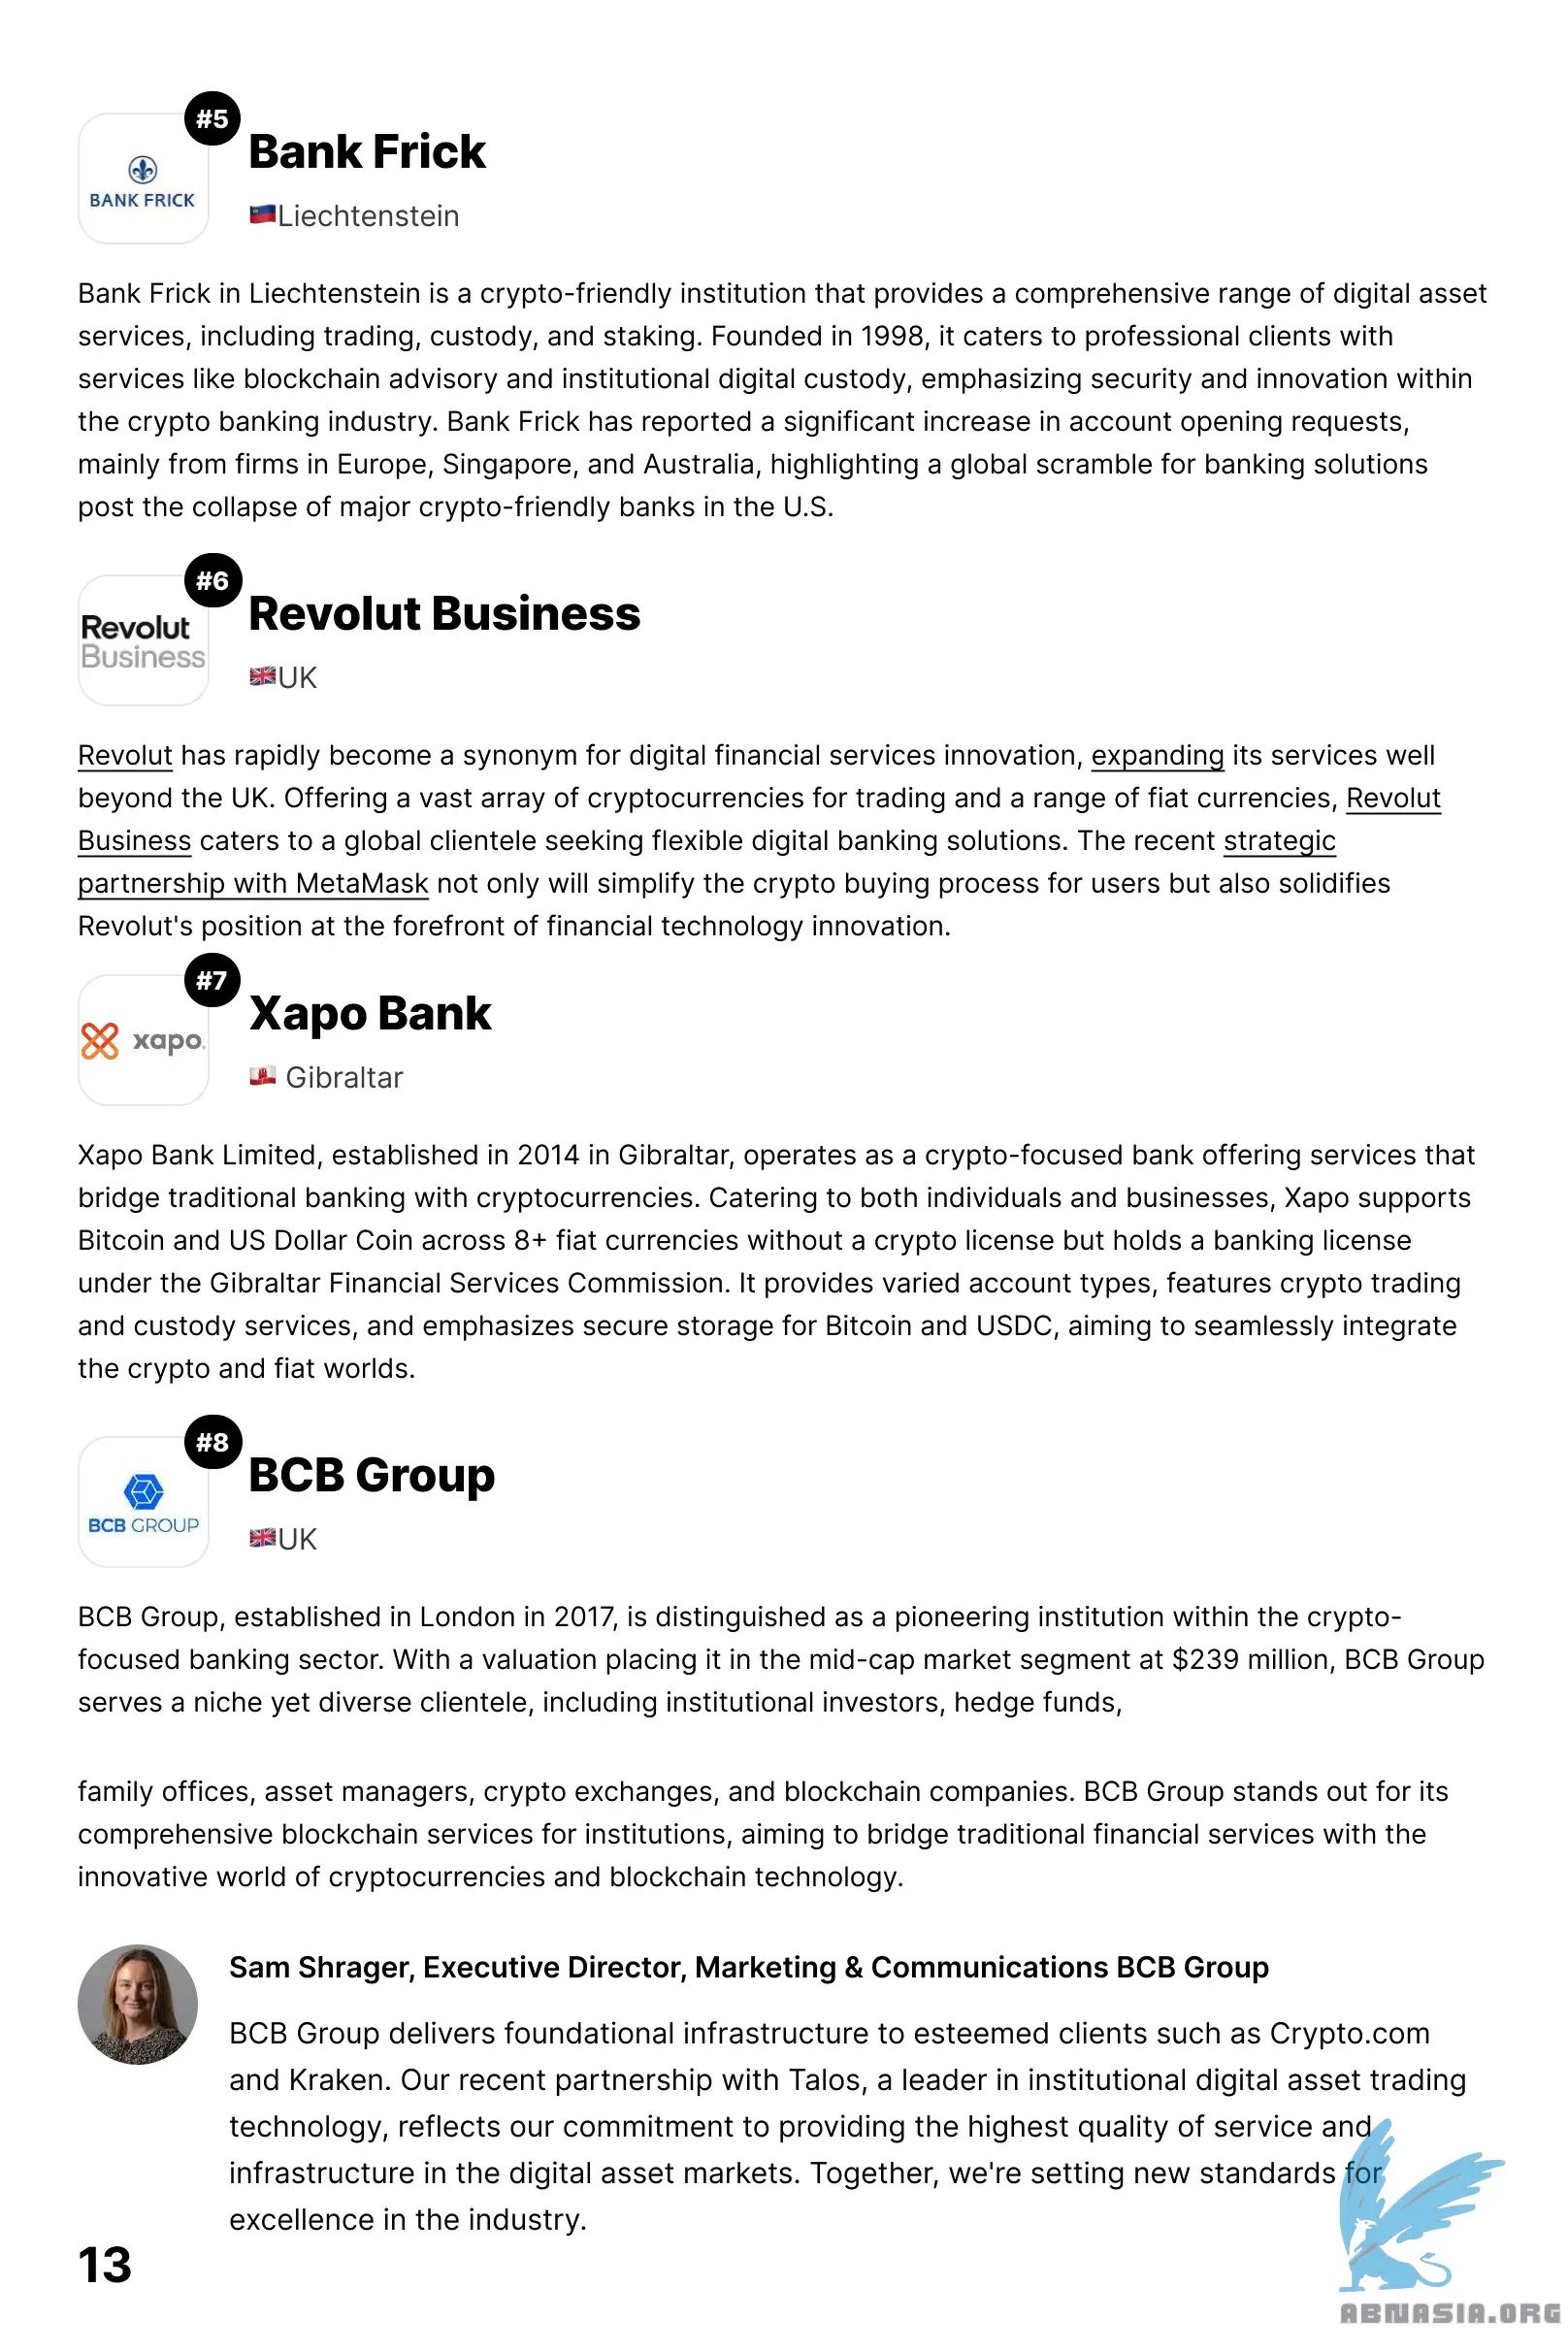 #5
Bank Frick
BANK FRICK
Liechtenstein
Bank Frick in Liechtenstein is a crypto-friendly institution that provides a comprehensive range of digital asset
services, including trading, custody, and staking. Founded in 1998, it caters to professional clients with
services like blockchain advisory and institutional digital custody, emphasizing security and innovation within
the crypto banking industry. Bank Frick has reported a significant increase in account opening requests,
mainly from firms in Europe, Singapore, and Australia, highlighting a global scramble for banking solutions
post the collapse of major crypto-friendly banks in the U.S.
#6
Revolut Business
Revolut
Business
UK
Revolut has rapidly become a synonym for digital financial services innovation, expanding its services well
beyond the UK. Offering a vast array of cryptocurrencies for trading and a range of fiat currencies, Revolut
Business caters to a global clientele seeking flexible digital banking solutions. The recent strategic
partnership with MetaMask not only will simplify the crypto buying process for users but also solidifies
Revolut's position at the forefront of financial technology innovation.
#7
Xapo Bank
xapo.
Gibraltar
Xapo Bank Limited, established in 2014 in Gibraltar, operates as a crypto-focused bank offering services that
bridge traditional banking with cryptocurrencies. Catering to both individuals and businesses, Xapo supports
Bitcoin and US Dollar Coin across 8+ fiat currencies without a crypto license but holds a banking license
under the Gibraltar Financial Services Commission. It provides varied account types, features crypto trading
and custody services, and emphasizes secure storage for Bitcoin and USDC, aiming to seamlessly integrate
the crypto and fiat worlds.
#8
BCB Group
BCB GROUP
UK
BCB Group, established in London in 2017, is distinguished as a pioneering institution within the crypto-
focused banking sector. With a valuation placing it in the mid-cap market segment at $239 million, BCB Group
serves a niche yet diverse clientele, including institutional investors, hedge funds,
family offices, asset managers, crypto exchanges, and blockchain companies. BCB Group stands out for its
comprehensive blockchain services for institutions, aiming to bridge traditional financial services with the
innovative world of cryptocurrencies and blockchain technology.
Sam Shrager, Executive Director, Marketing & Communications BCB Group
BCB Group delivers foundational infrastructure to esteemed clients such as Crypto.com
and Kraken. Our recent partnership with Talos, a leader in institutional digital asset trading
technology, reflects our commitment to providing the highest quality of service and
infrastructure in the digital asset markets. Together, we're setting new standards for
excellence in the industry.
13
ABNASIA.ORG